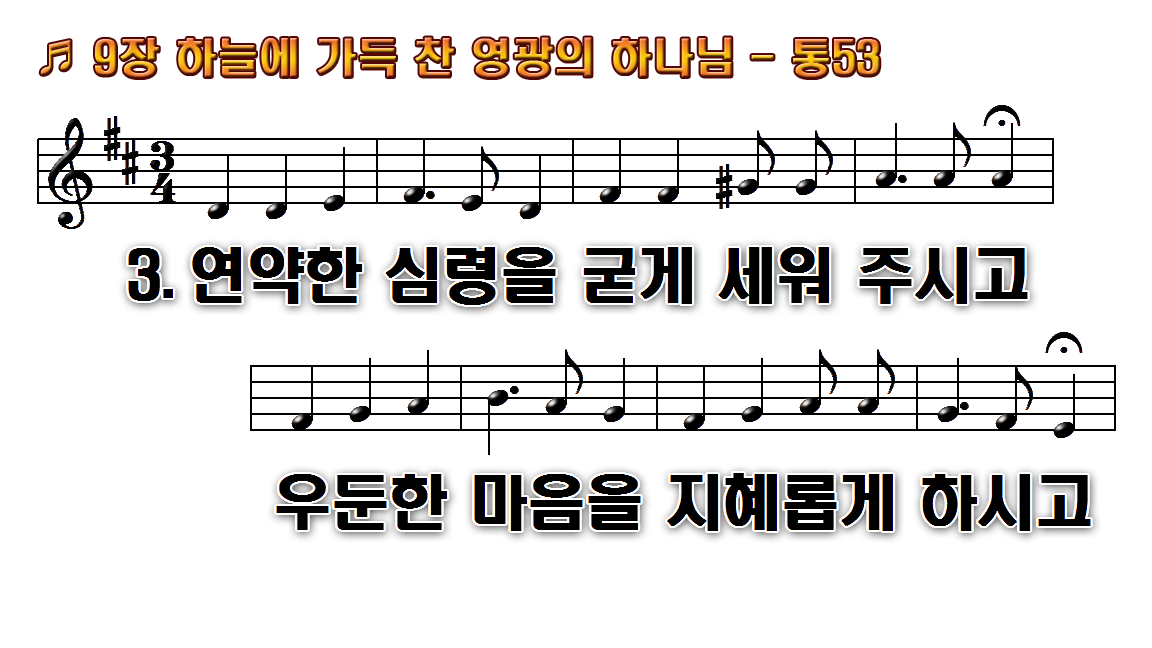 ♬ 9장 하늘에 가득 찬 영광의 하나님 - 통53
3
4
3. 연약한 심령을 굳게 세워 주시고
우둔한 마음을 지혜롭게 하시고